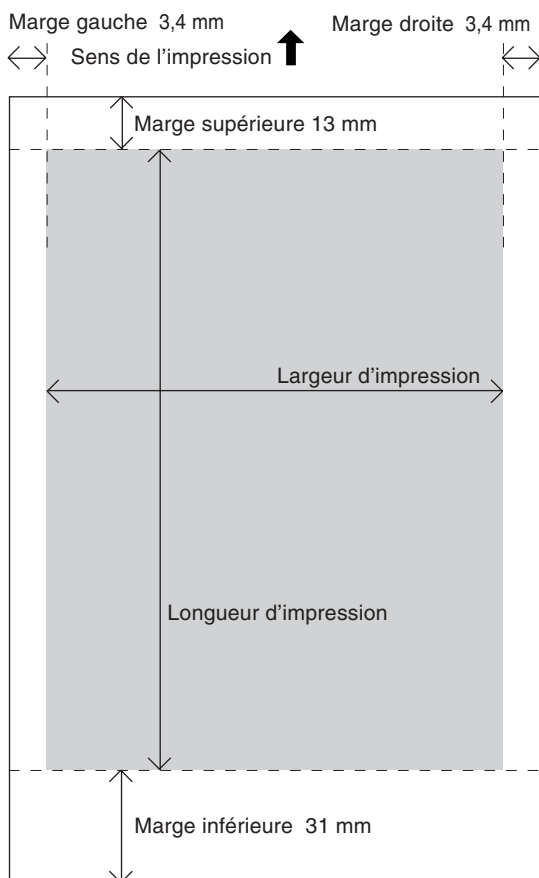 Marge gauche 3,4 mm
Marge droite 3,4 mm
Sens de l’impression
Marge supérieure 13 mm
Largeur d’impression
Longueur d’impression
Marge inférieure 31 mm